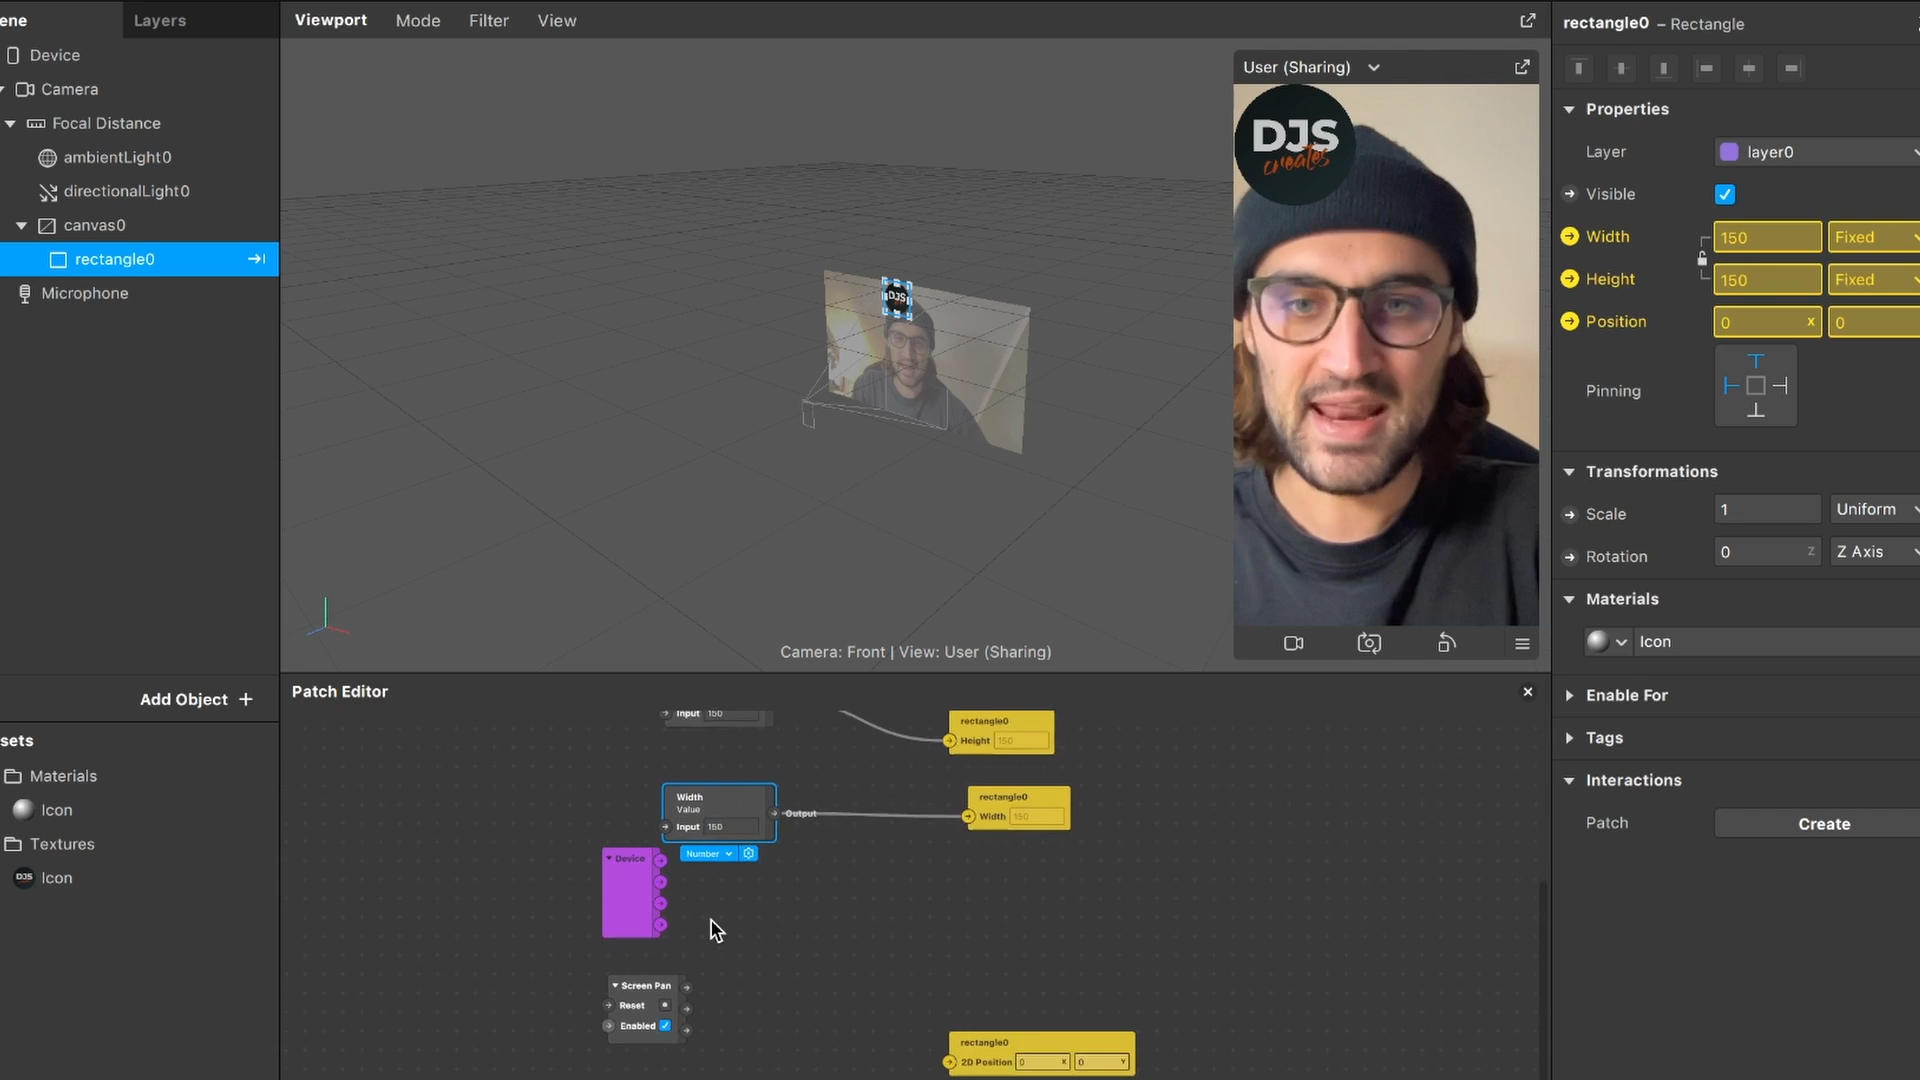 ene
Layers
Viewport
Mode
Filter
View
rectangle0 – Rectangle
Device
Camera
Focal Distance
ambientLight0
directionalLight0
canvas0
rectangle0
Microphone
Add Object +
User (Sharing)
DJS
creates
DJS
Camera: Front | View: User (Sharing)
Properties
Layer
layer0
Visible
Width
150
Fixed
Height
150
Fixed
Position
0
x
0
Pinning
Transformations
Scale
1
Uniform
Rotation
0
z
Z Axis
Materials
Icon
Enable For
Tags
Interactions
Patch
Create
sets
Materials
Icon
Textures
DJS
Icon
Patch Editor
Input 150
rectangle0
Height 150
Width
Value
Input 150
Output
Number
rectangle0
Width 150
Device
Screen Pan
Reset
Enabled
rectangle0
2D Position 0 X 0 Y